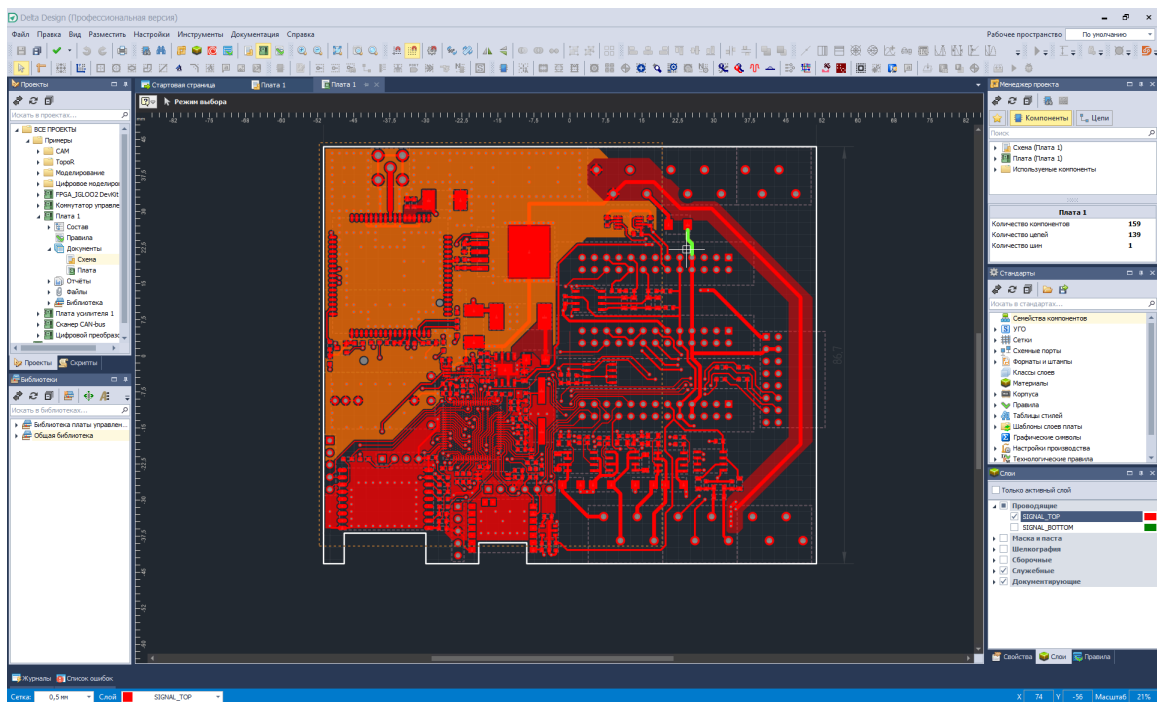 Delta Design (Профессиональная версия)
Файл Правка Вид Разместить Настройки Инструменты Документация Справка
Рабочее пространство По умолчанию
Проекты
Искать в проектах...
ВСЕ ПРОЕКТЫ
Примеры
CAM
TopoR
Моделирование
Цифровое моделиро
FPGA_IGLOO2 DevKit
Коммутатор управле
Плата 1
Состав
Правила
Документы
Схема
Плата
Отчёты
Файлы
Библиотека
Плата усилителя 1
Сканер CAN-bus
Цифровой преобраз
Проекты Скрипты
Библиотеки
Искать в библиотеках...
Библиотека платы управлен...
Общая библиотека
Стартовая страница Плата 1 Плата 1
Режим выбора
Менеджер проекта
Компоненты Цепи
Поиск
Схема (Плата 1)
Плата (Плата 1)
Используемые компоненты
Плата 1
Количество компонентов 159
Количество цепей 139
Количество шин 1
Стандарты
Искать в стандартах...
Семейства компонентов
УГО
Сетки
Схемные порты
Форматы и штампы
Классы слоев
Материалы
Корпуса
Правила
Таблицы стилей
Шаблоны слоев платы
Графические символы
Настройки производства
Технологические правила
Слои
Только активный слой
Проводящие
SIGNAL_TOP
SIGNAL_BOTTOM
Маска и паста
Шелкография
Сборочные
Служебные
Документирующие
Свойства Слои Правила
Журналы Список ошибок
Сетка: 0,5 мм Слой SIGNAL_TOP X 74 Y -56 Масштаб 21%